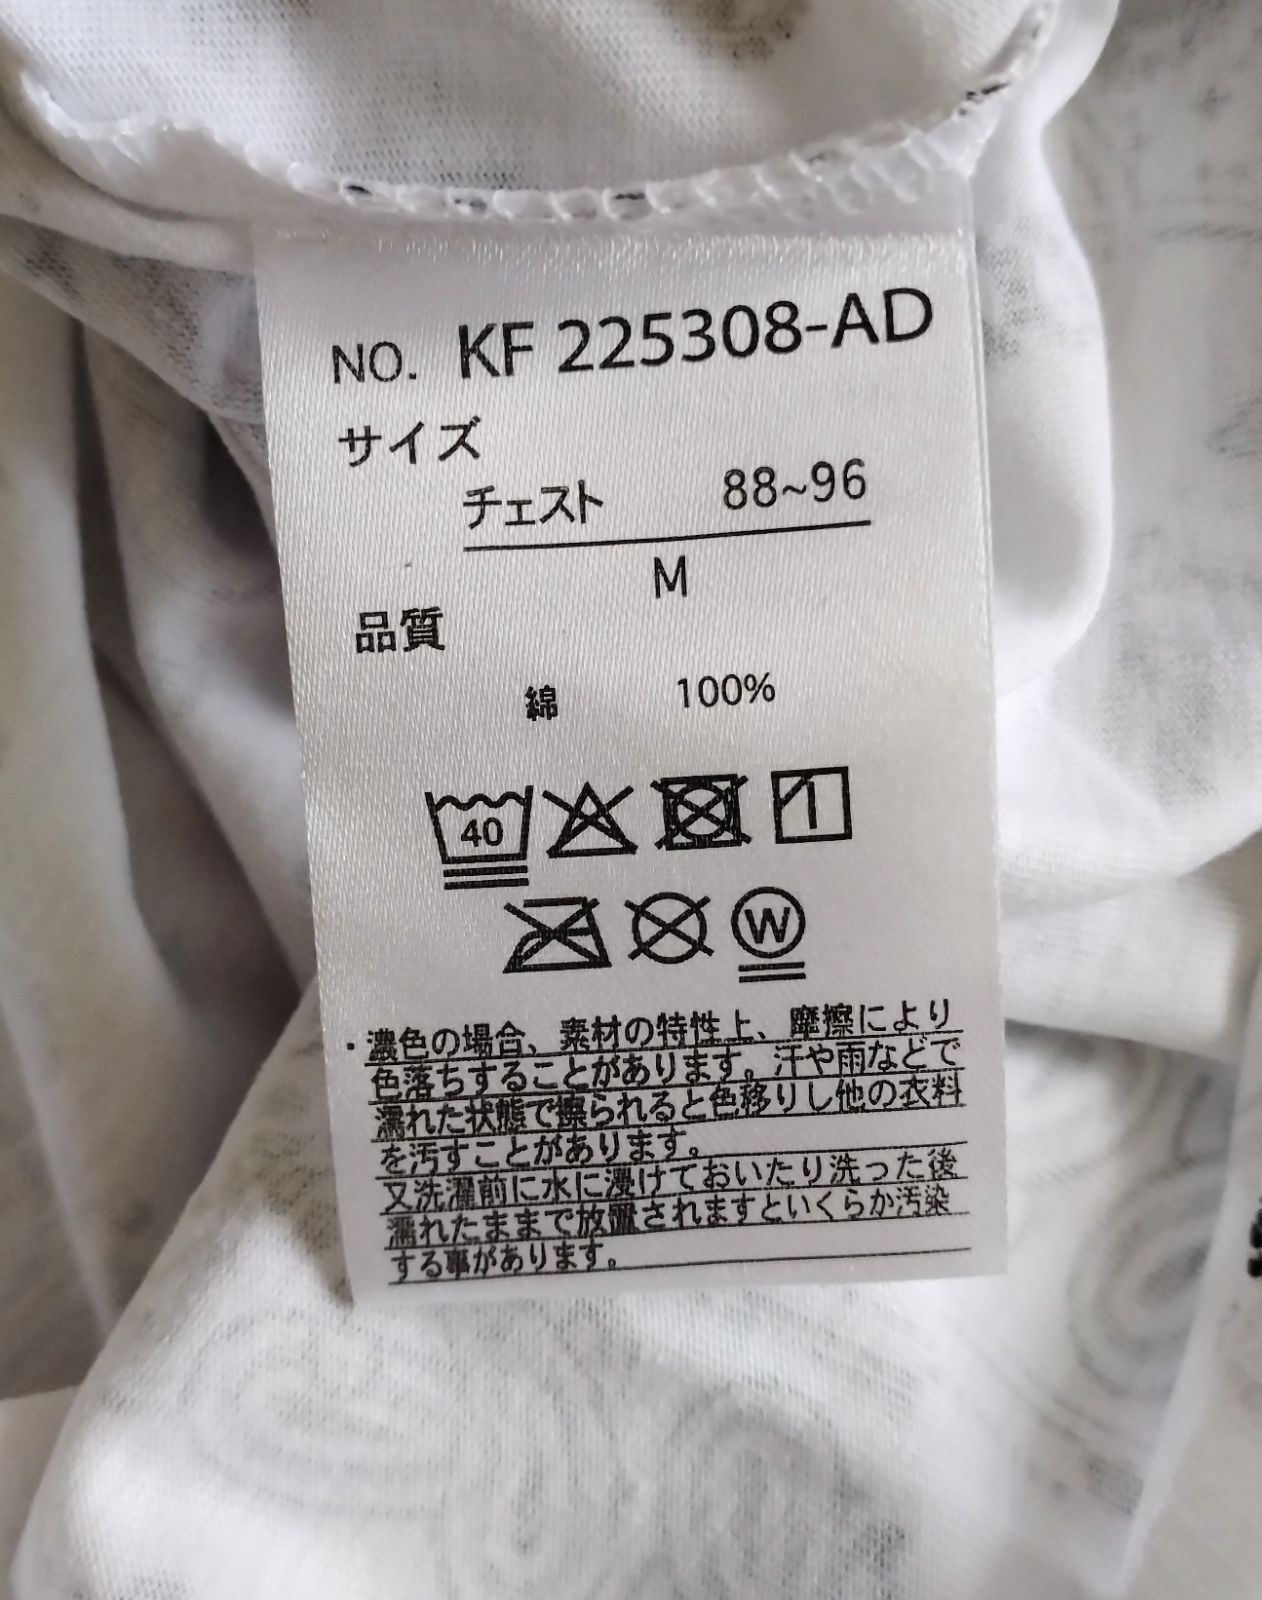 NO. KF 225308-AD
サイズ
チェスト 88~96
M
品質
綿 100%
40
W
・濃色の場合、素材の特性上、摩擦により
色落ちすることがあります。汗や雨などで
濡れた状態で擦られると色移りし他の衣料
を汚すことがあります。
又洗濯前に水に浸けておいたり洗った後
濡れたままで放置されますといくらか汚染
する事があります。